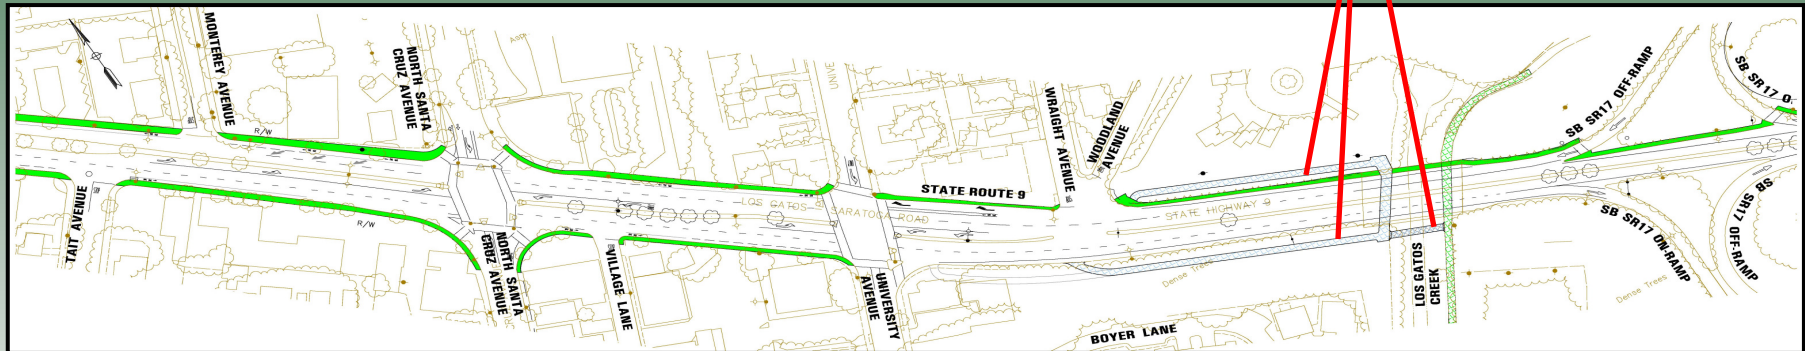 MONTEREY AVENUE
NORTH SANTA
CRUZ AVENUE
R/W
TAIT AVENUE
R/W
NORTH SANTA
CRUZ AVENUE
VILLAGE LANE
UNIVERSITY
AVENUE
STATE ROUTE 9
LOS GATOS - SARATOGA ROAD
WRAIGHT AVENUE
WOODLAND
AVENUE
STATE HIGHWAY 9
Dense Trees
BOYER LANE
LOS GATOS
CREEK
SB SR17 OFF-RAMP
SB SR17 O
SB SR17 ON-RAMP
SB SR17
OFF-RAMP
Dense Trees